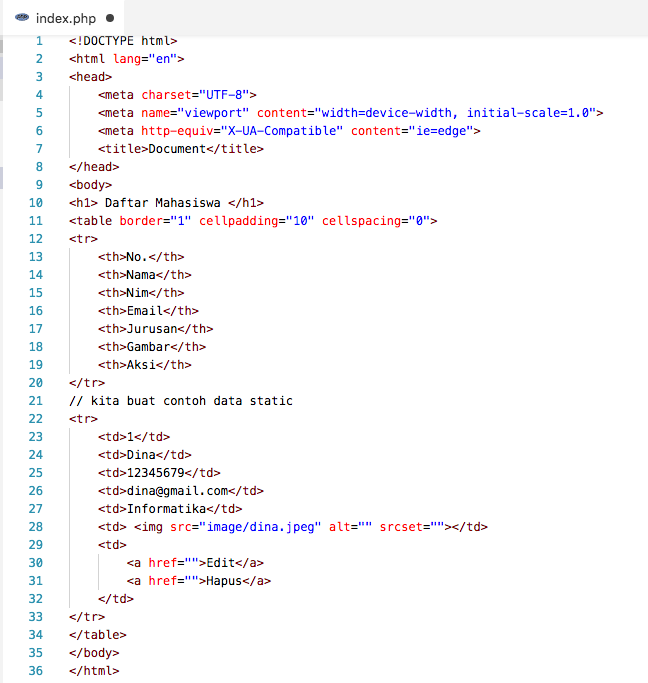 index.php
1 <!DOCTYPE html>
2 <html lang="en">
3 <head>
4 <meta charset="UTF-8">
5 <meta name="viewport" content="width=device-width, initial-scale=1.0">
6 <meta http-equiv="X-UA-Compatible" content="ie=edge">
7 <title>Document</title>
8 </head>
9 <body>
10 <h1> Daftar Mahasiswa </h1>
11 <table border="1" cellpadding="10" cellspacing="0">
12 <tr>
13 <th>No.</th>
14 <th>Nama</th>
15 <th>Nim</th>
16 <th>Email</th>
17 <th>Jurusan</th>
18 <th>Gambar</th>
19 <th>Aksi</th>
20 </tr>
21 // kita buat contoh data static
22 <tr>
23 <td>1</td>
24 <td>Dina</td>
25 <td>12345679</td>
26 <td>dina@gmail.com</td>
27 <td>Informatika</td>
28 <td> <img src="image/dina.jpeg" alt="" srcset=""></td>
29 <td>
30 <a href="">Edit</a>
31 <a href="">Hapus</a>
32 </td>
33 </tr>
34 </table>
35 </body>
36 </html>